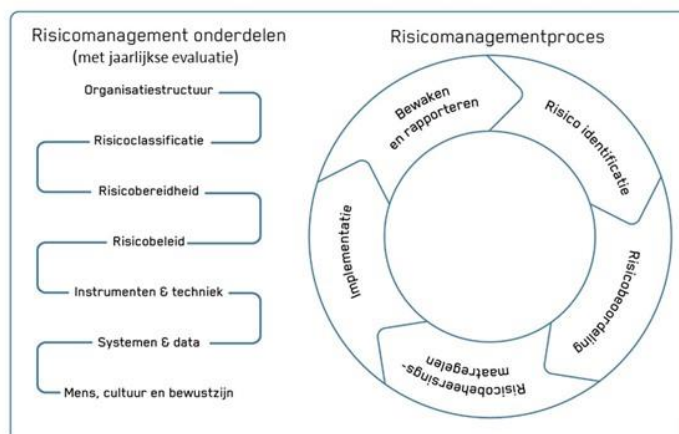 Risicomanagement onderdelen
(met jaarlijkse evaluatie)
Organisatiestructuur
Risicoclassificatie
Risicobereidheid
Risicobeleid
Instrumenten & techniek
Systemen & data
Mens, cultuur en bewustzijn
Risicomanagementproces
Bewaken
en rapporteren
Risico identificatie
Risicobeoordeling
Risicobeheersings-
maatregelen
Implementatie